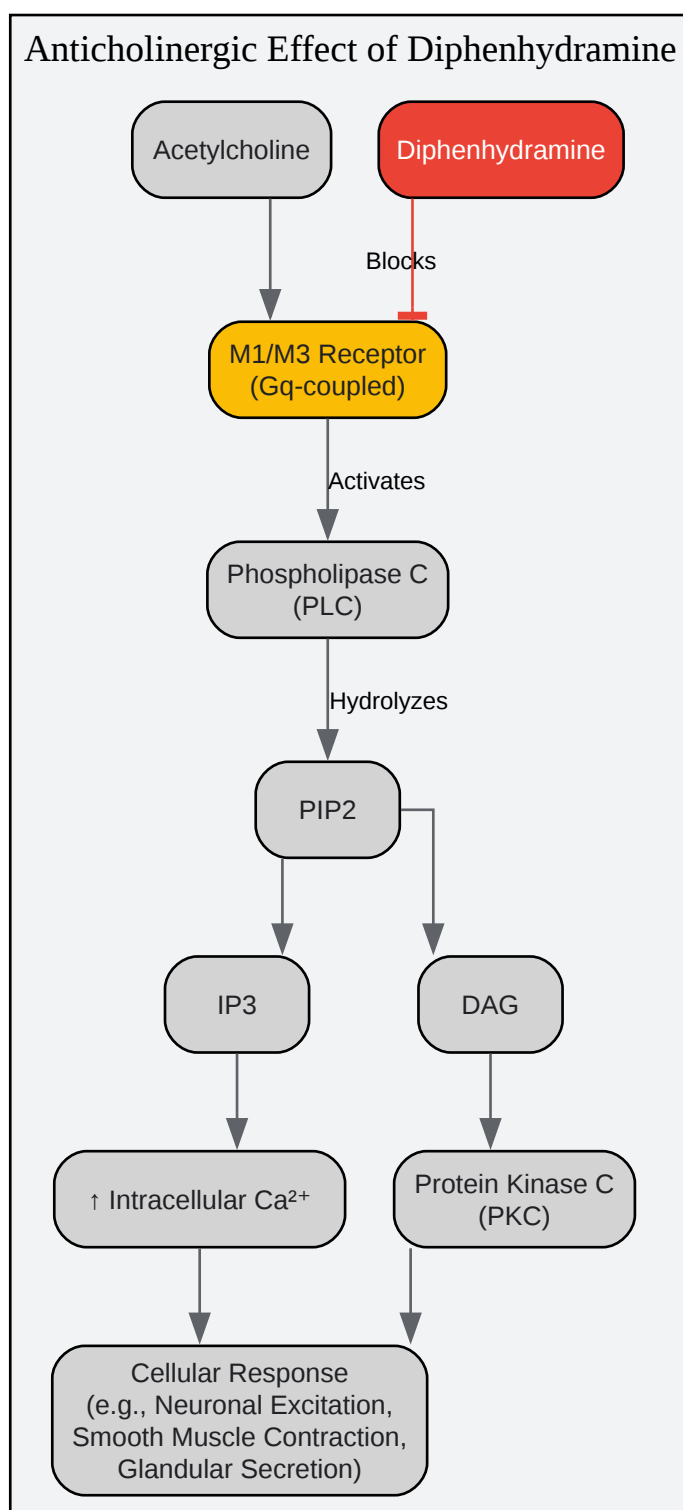 Anticholinergic Effect of Diphenhydramine
Acetylcholine
Diphenhydramine
Blocks
M1/M3 Receptor
(Gq-coupled)
Activates
Phospholipase C
(PLC)
Hydrolyzes
PIP2
IP3
DAG
↑ Intracellular Ca²⁺
Protein Kinase C
(PKC)
Cellular Response
(e.g., Neuronal Excitation,
Smooth Muscle Contraction,
Glandular Secretion)